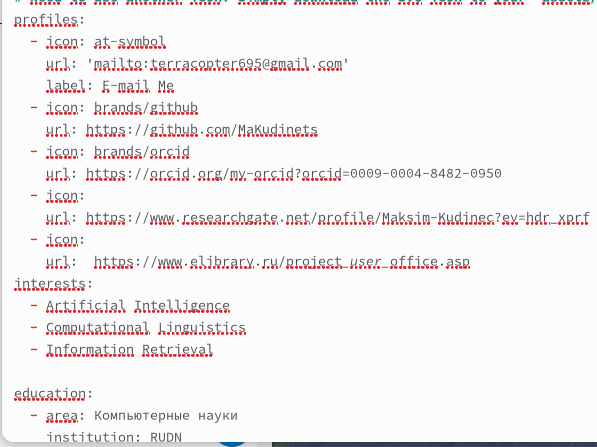 profiles:
- icon: at-symbol
url: 'mailto:terracopter695@gmail.com'
label: E-mail Me
- icon: brands/github
url: https://github.com/MaKudinets
- icon: brands/orcid
url: https://orcid.org/my-orcid?orcid=0009-0004-8482-0950
- icon:
url: https://www.researchgate.net/profile/Maksim-Kudinec?ev=hdr_xprf
- icon:
url:  https://www.elibrary.ru/project_user_office.asp
interests:
- Artificial Intelligence
- Computational Linguistics
- Information Retrieval
education:
- area: Компьютерные науки
institution: RUDN